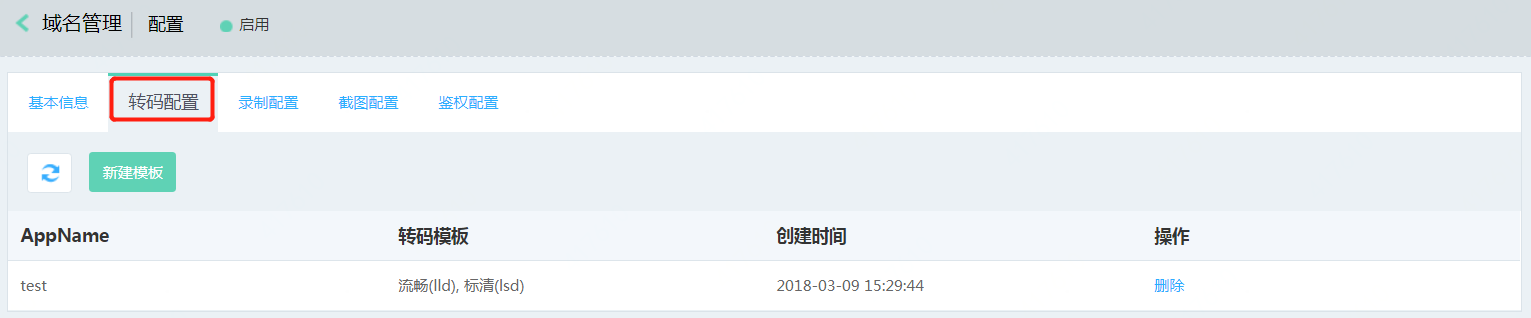 域名管理 配置 启用
基本信息 转码配置 录制配置 截图配置 鉴权配置
新建模板
AppName 转码模板 创建时间 操作
test 流畅(lld), 标清(lsd) 2018-03-09 15:29:44 删除